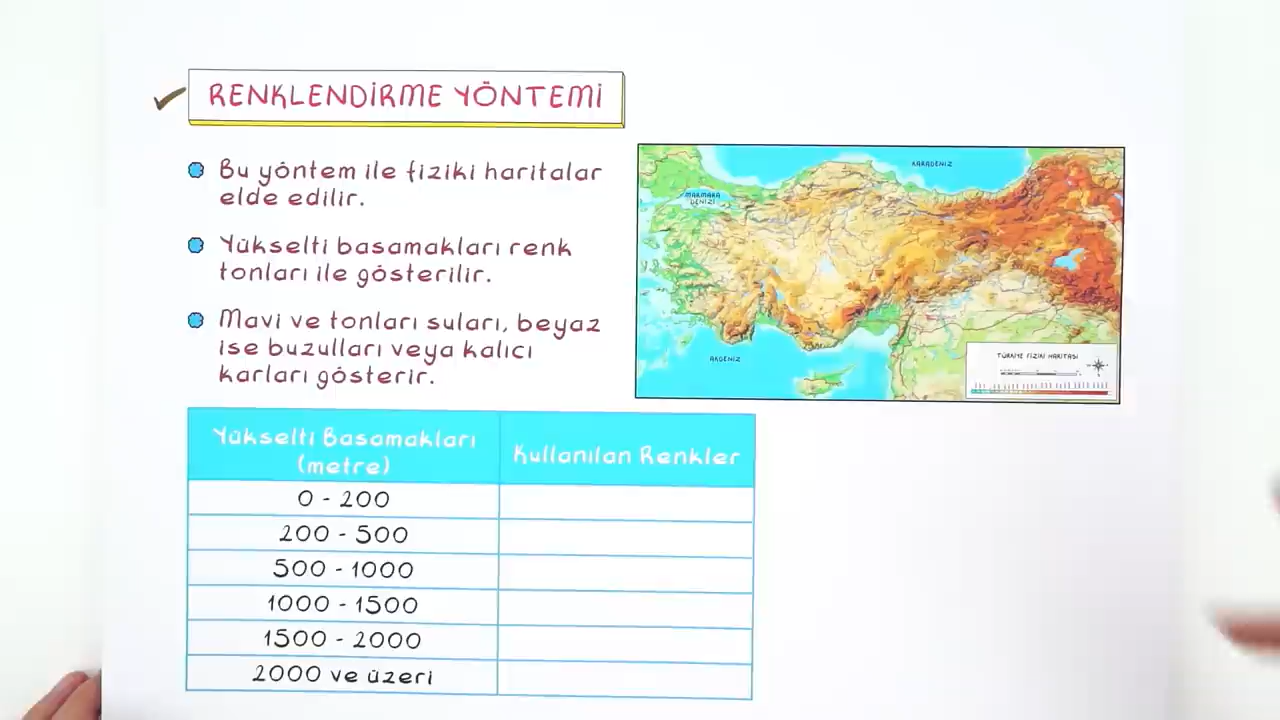 RENKLENDİRME YÖNTEMİ
Bu yöntem ile fiziki haritalar
elde edilir.
Yükselti basamakları renk
tonları ile gösterilir.
Mavi ve tonları suları, beyaz
ise buzulları veya kalıcı
karları gösterir.
KARADENİZ
MARMARA
DENİZİ
AKDENİZ
TÜRKİYE FİZİKİ HARİTASI
Yükselti Basamakları
(metre)
Kullanılan Renkler
0 - 200
200 - 500
500 - 1000
1000 - 1500
1500 - 2000
2000 ve üzeri